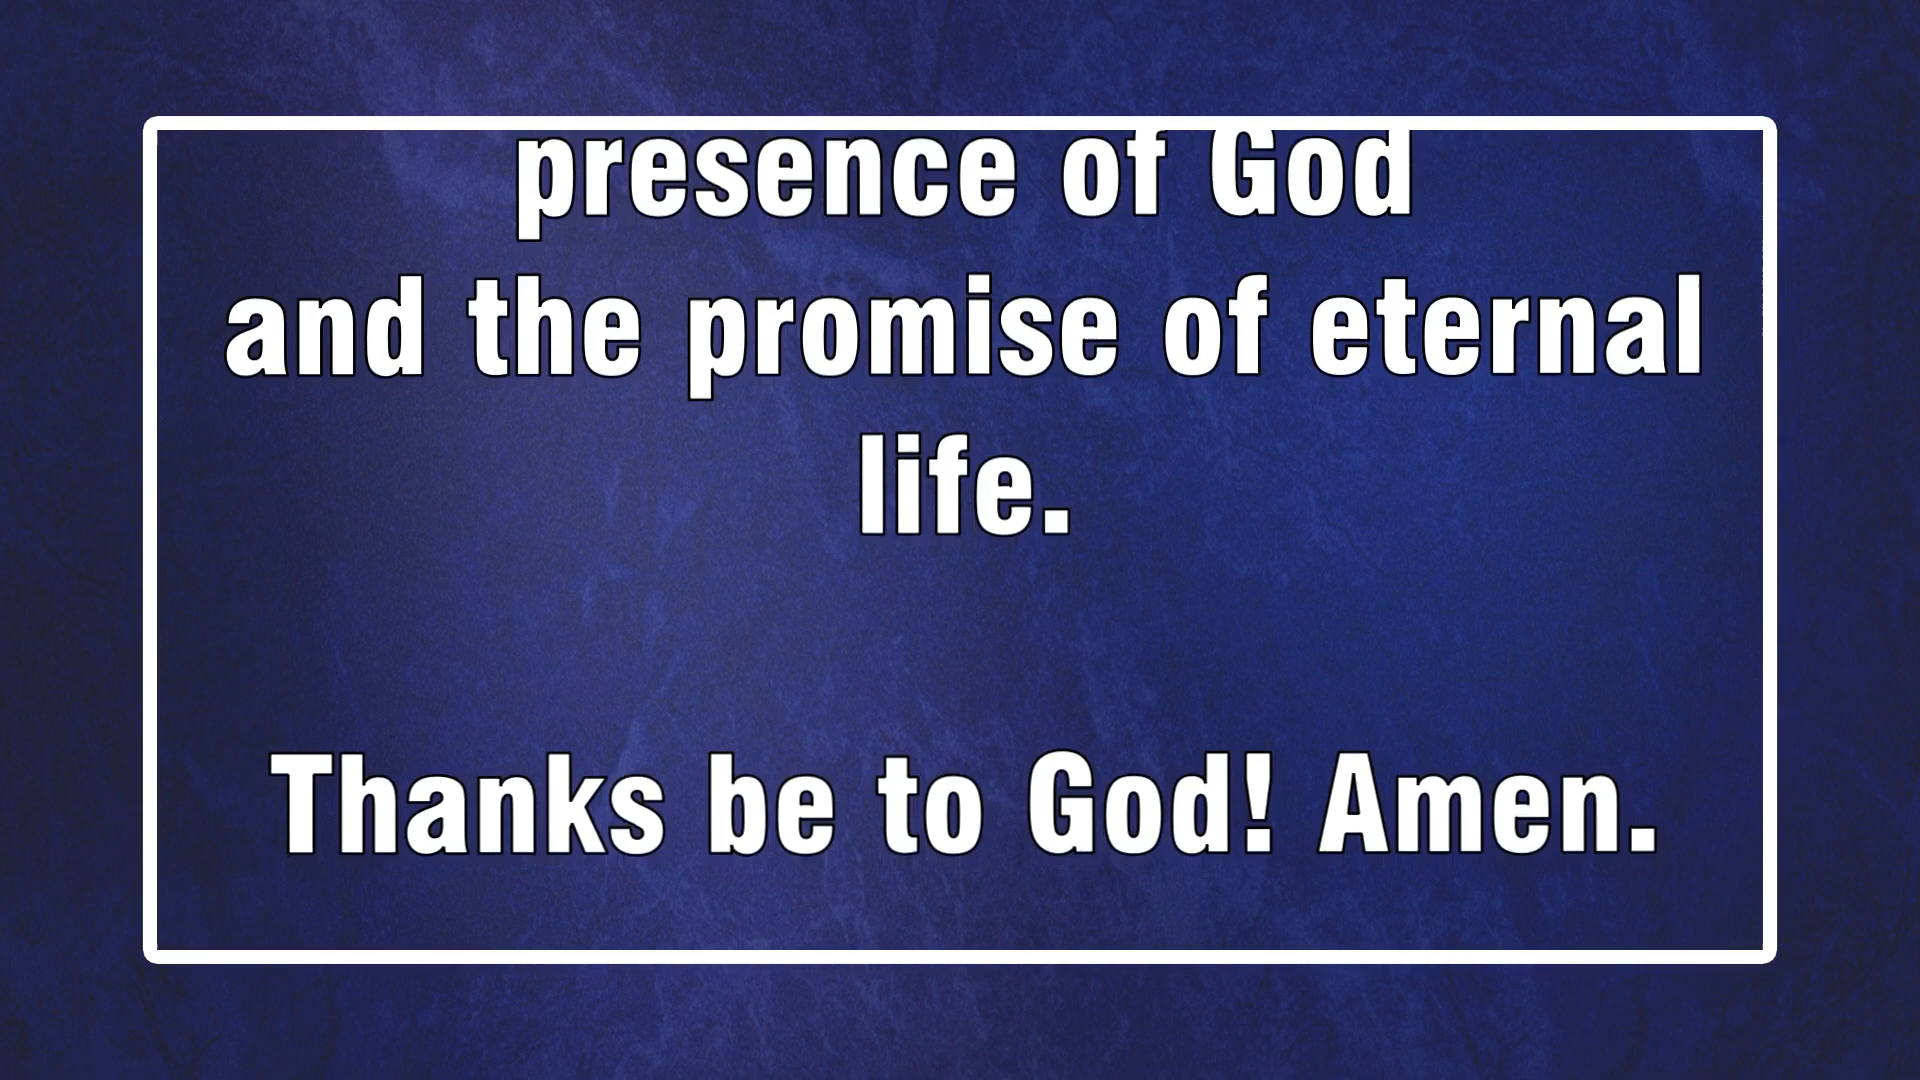 presence of God
and the promise of eternal
life.
Thanks be to God! Amen.